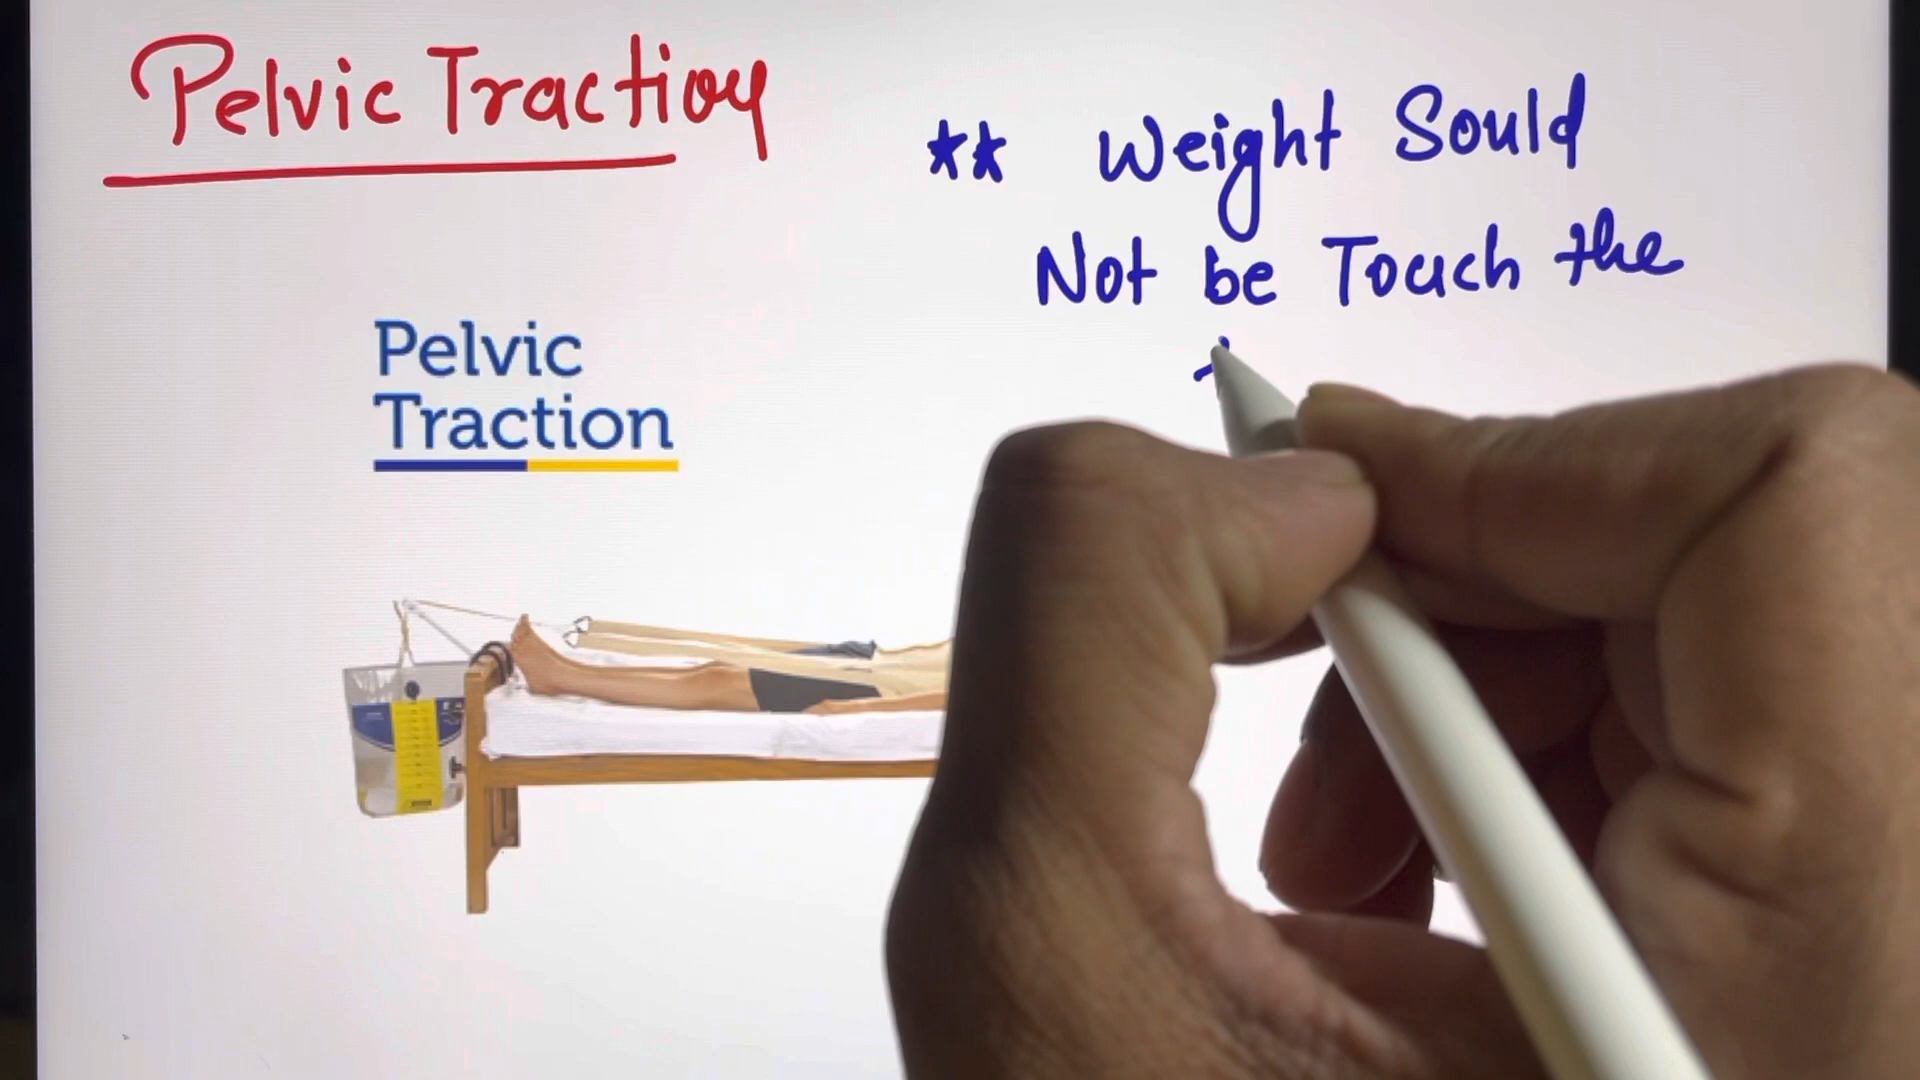 Pelvic Traction
** Weight Sould
Not be Touch the
Pelvic
Traction